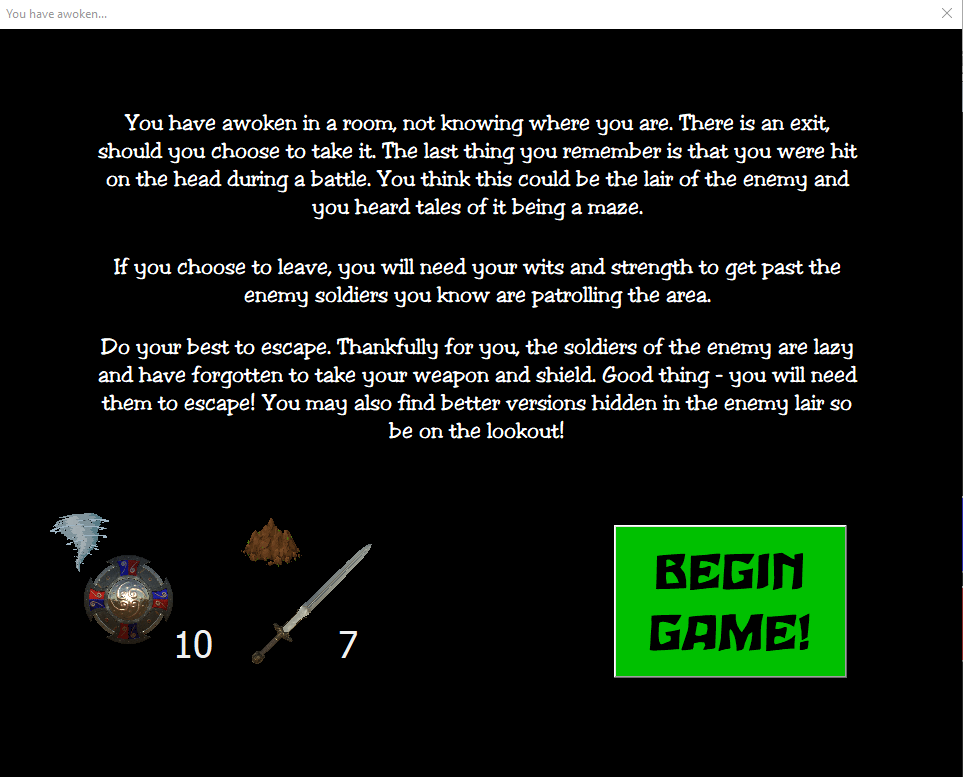 You have awoken...
You have awoken in a room, not knowing where you are. There is an exit,
should you choose to take it. The last thing you remember is that you were hit
on the head during a battle. You think this could be the lair of the enemy and
you heard tales of it being a maze.
If you choose to leave, you will need your wits and strength to get past the
enemy soldiers you know are patrolling the area.
Do your best to escape. Thankfully for you, the soldiers of the enemy are lazy
and have forgotten to take your weapon and shield. Good thing - you will need
them to escape! You may also find better versions hidden in the enemy lair so
be on the lookout!
10
7
BEGIN
GAME!